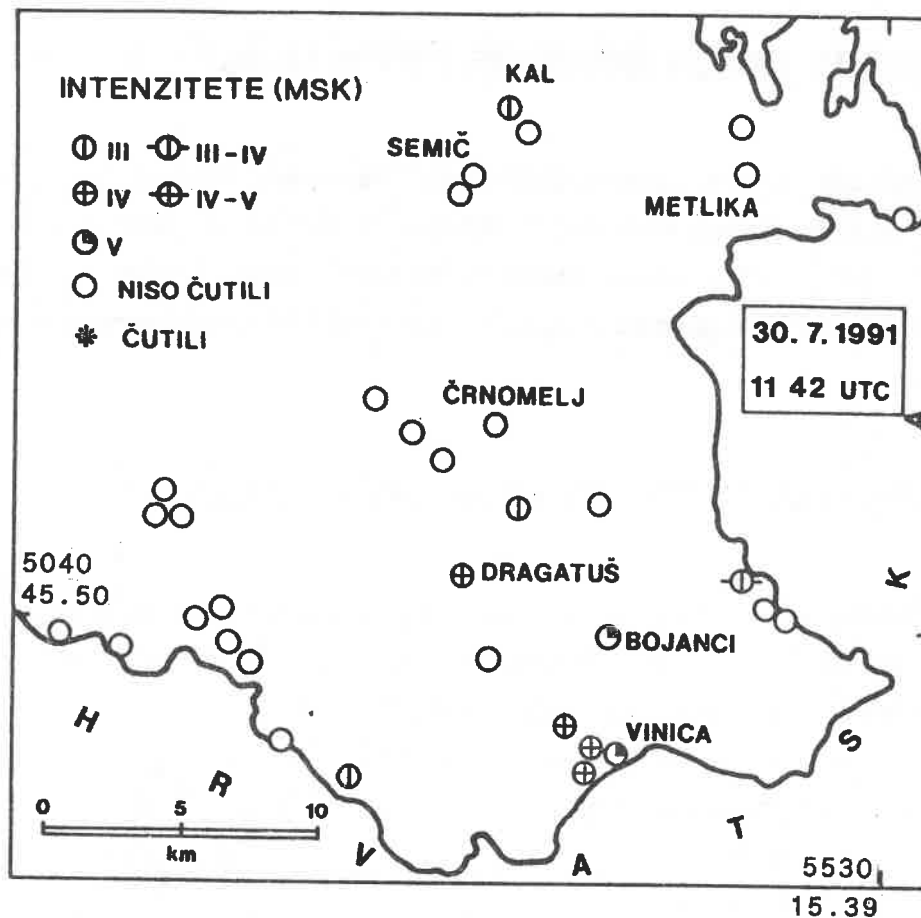 KAL
INTENZITETE (MSK)
III III-IV
SEMIČ
IV IV-V
METLIKA
V
NISO ČUTILI
ČUTILI
30.7.1991
11 42 UTC
ČRNOMELJ
5040
45.50
DRAGATUŠ
K
BOJANCI
H
VINICA
S
R
0 5 10
km
T
V
A
5530
15.39